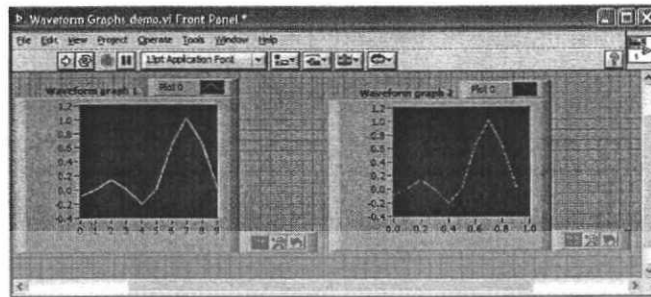 Waveform Graphs demo.vi Front Panel *
File Edit View Project Operate Tools Window Help
13pt Application Font
1
Waveform graph 1 Plot 0
1.2
1.0
0.8
0.6
0.4
0.2
0.0
-0.2
-0.4
0 1 2 3 4 5 6 7 8 9
Waveform graph 2 Plot 0
1.2
1.0
0.8
0.6
0.4
0.2
0.0
-0.2
-0.4
0.0 0.2 0.4 0.6 0.8 1.0